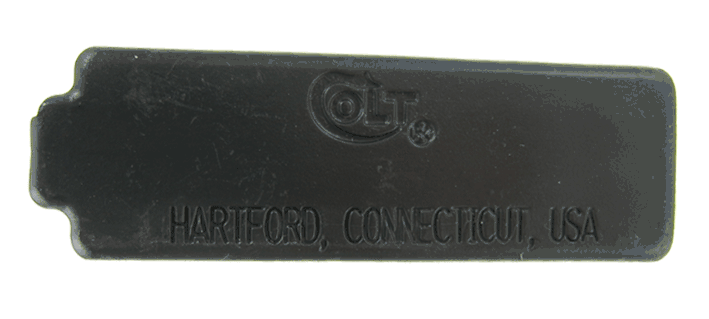 COLT®
HARTFORD, CONNECTICUT, USA